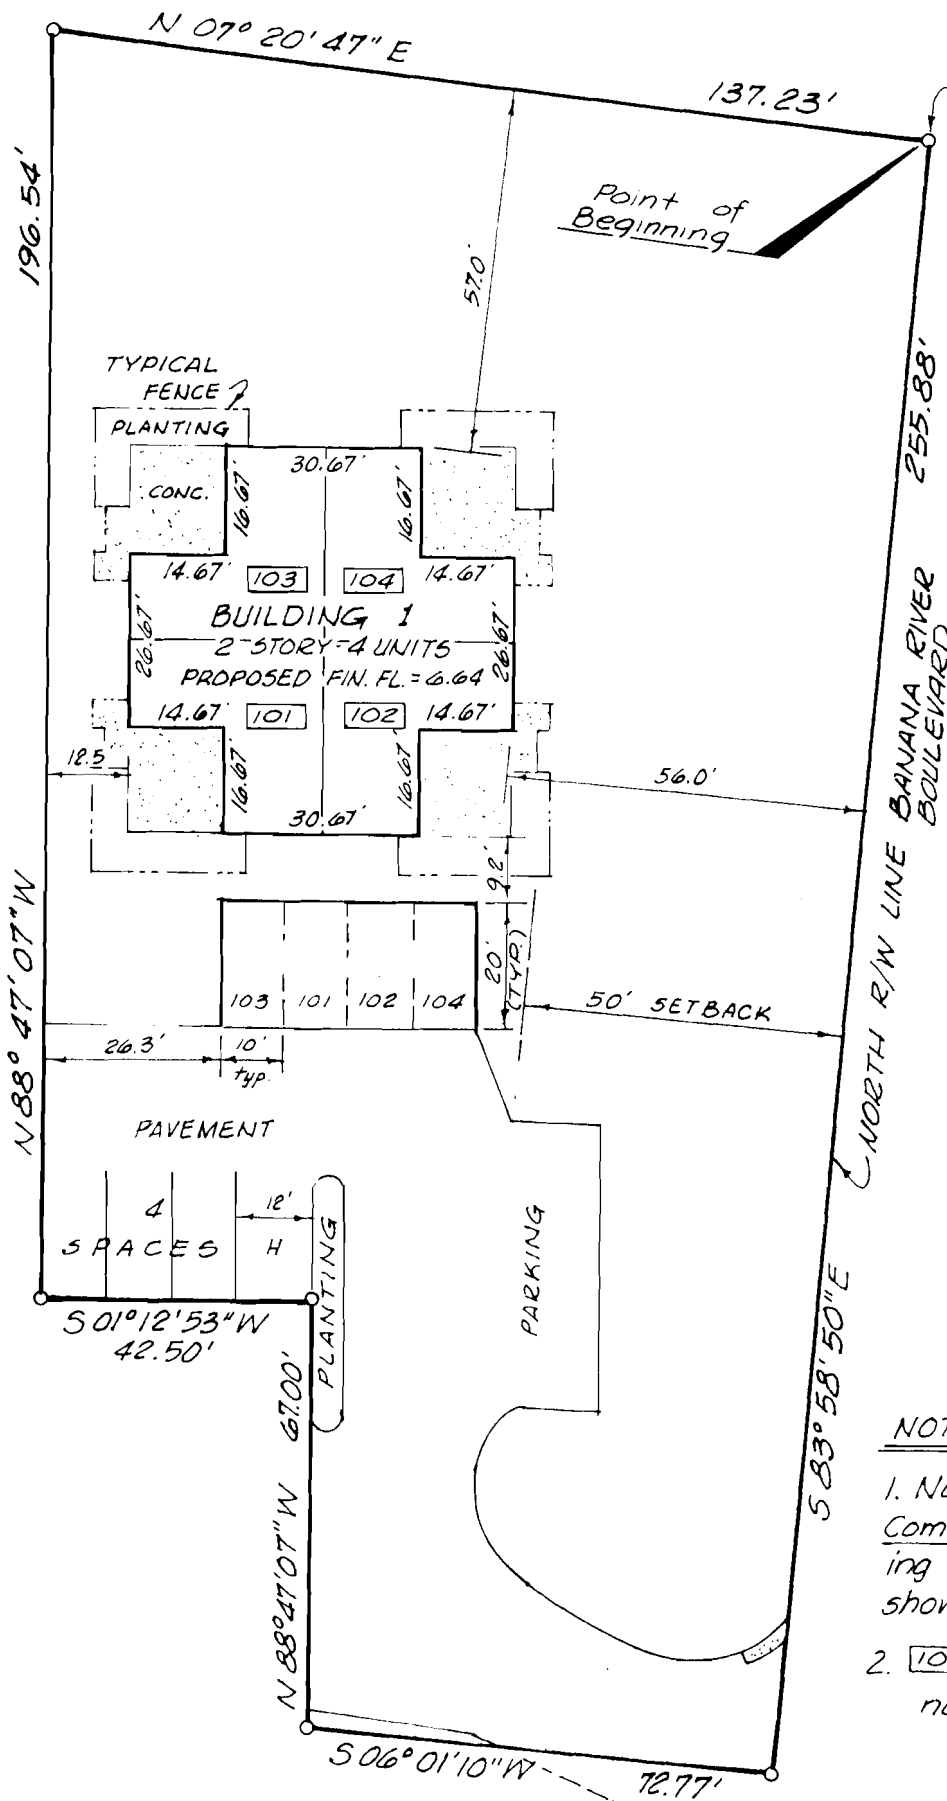 N 07° 20' 47" E
137.23'
196.54'
Point of
Beginning
57.0'
255.88'
TYPICAL
FENCE
PLANTING
CONC.
30.67'
16.67'
16.67'
14.67'
103
104
14.67'
BUILDING 1
2-STORY-4 UNITS
PROPOSED FIN. FL. = 6.64
26.67'
26.67'
14.67'
101
102
14.67'
12.5
16.67'
16.67'
30.67'
56.0'
9.2'
NORTH R/W LINE BANANA RIVER
BOULEVARD
20'
(TYP.)
103
101
102
104
50' SETBACK
26.3'
10'
typ.
N 88° 47' 07" W
PAVEMENT
4
SPACES
12'
H
PLANTING
PARKING
S 01° 12' 53" W
42.50'
67.00'
N 88° 47' 07" W
S 83° 58' 50" E
S 06° 01' 10" W
72.77'
1.
Com
ing
2. 10